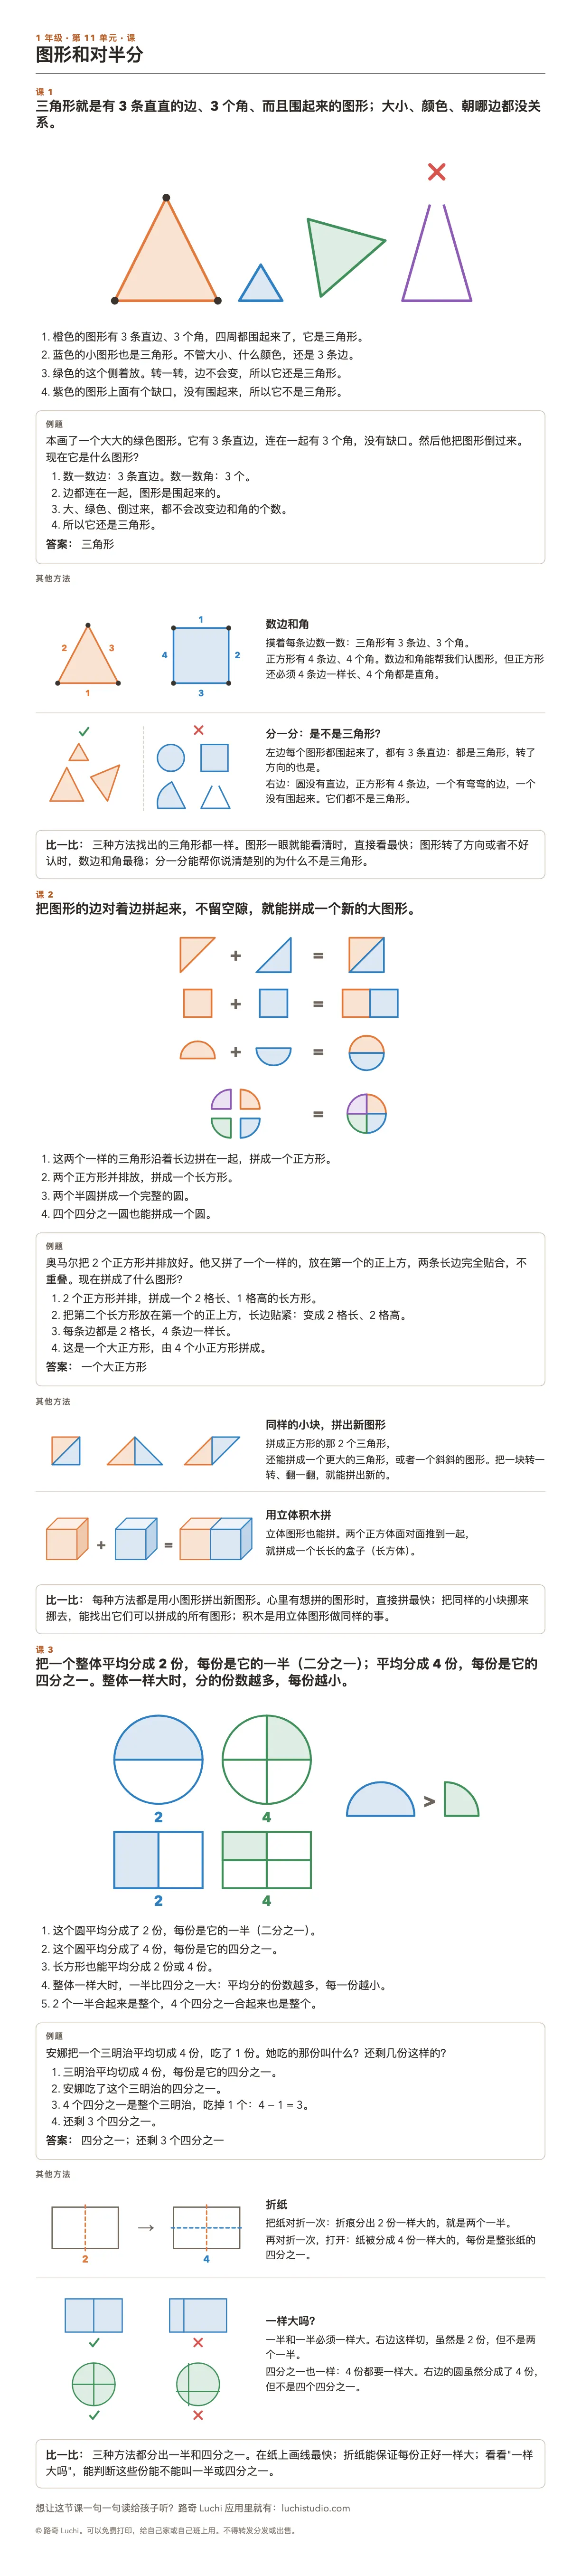 1 年级 · 第 11 单元 · 课
图形和对半分
课 1
三角形就是有 3 条直直的边、3 个角、而且围起来的图形；大小、颜色、朝哪边都没关
系。
1. 橙色的图形有 3 条直边、3 个角，四周都围起来了，它是三角形。
2. 蓝色的小图形也是三角形。不管大小、什么颜色，还是 3 条边。
3. 绿色的这个侧着放。转一转，边不会变，所以它还是三角形。
4. 紫色的图形上面有个缺口，没有围起来，所以它不是三角形。
例题
本画了一个大大的绿色图形。它有 3 条直边，连在一起有 3 个角，没有缺口。然后他把图形倒过来。
现在它是什么图形？
1. 数一数边：3 条直边。数一数角：3 个。
2. 边都连在一起，图形是围起来的。
3. 大、绿色、倒过来，都不会改变边和角的个数。
4. 所以它还是三角形。
答案： 三角形
其他方法
2 3
1
1
4 2
3
数边和角
摸着每条边数一数：三角形有 3 条边、3 个角。
正方形有 4 条边、4 个角。数边和角能帮我们认图形，但正方形
还必须 4 条边一样长、4 个角都是直角。
分一分：是不是三角形？
左边每个图形都围起来了，都有 3 条直边：都是三角形，转了
方向的也是。
右边：圆没有直边，正方形有 4 条边，一个有弯弯的边，一个
没有围起来。它们都不是三角形。
比一比： 三种方法找出的三角形都一样。图形一眼就能看清时，直接看最快；图形转了方向或者不好
认时，数边和角最稳；分一分能帮你说清楚别的为什么不是三角形。
课 2
把图形的边对着边拼起来，不留空隙，就能拼成一个新的大图形。
+ =
+ =
+ =
=
1. 这两个一样的三角形沿着长边拼在一起，拼成一个正方形。
2. 两个正方形并排放，拼成一个长方形。
3. 两个半圆拼成一个完整的圆。
4. 四个四分之一圆也能拼成一个圆。
例题
奥马尔把 2 个正方形并排放好。他又拼了一个一样的，放在第一个的正上方，两条长边完全贴合，不
重叠。现在拼成了什么图形？
1. 2 个正方形并排，拼成一个 2 格长、1 格高的长方形。
2. 把第二个长方形放在第一个的正上方，长边贴紧：变成 2 格长、2 格高。
3. 每条边都是 2 格长，4 条边一样长。
4. 这是一个大正方形，由 4 个小正方形拼成。
答案： 一个大正方形
其他方法
同样的小块，拼出新图形
拼成正方形的那 2 个三角形，
还能拼成一个更大的三角形，或者一个斜斜的图形。把一块转一
转、翻一翻，就能拼出新的。
+ =
用立体积木拼
立体图形也能拼。两个正方体面对面推到一起，
就拼成一个长长的盒子（长方体）。
比一比： 每种方法都是用小图形拼出新图形。心里有想拼的图形时，直接拼最快；把同样的小块挪来
挪去，能找出它们可以拼成的所有图形；积木是用立体图形做同样的事。
课 3
把一个整体平均分成 2 份，每份是它的一半（二分之一）；平均分成 4 份，每份是它的
四分之一。整体一样大时，分的份数越多，每份越小。
2 4
>
2 4
1. 这个圆平均分成了 2 份，每份是它的一半（二分之一）。
2. 这个圆平均分成了 4 份，每份是它的四分之一。
3. 长方形也能平均分成 2 份或 4 份。
4. 整体一样大时，一半比四分之一大：平均分的份数越多，每一份越小。
5. 2 个一半合起来是整个，4 个四分之一合起来也是整个。
例题
安娜把一个三明治平均切成 4 份，吃了 1 份。她吃的那份叫什么？还剩几份这样的？
1. 三明治平均切成 4 份，每份是它的四分之一。
2. 安娜吃了这个三明治的四分之一。
3. 4 个四分之一是整个三明治，吃掉 1 个：4 − 1 = 3。
4. 还剩 3 个四分之一。
答案： 四分之一；还剩 3 个四分之一
其他方法
→
2 4
折纸
把纸对折一次：折痕分出 2 份一样大的，就是两个一半。
再对折一次，打开：纸被分成 4 份一样大的，每份是整张纸的
四分之一。
一样大吗？
一半和一半必须一样大。右边这样切，虽然是 2 份，但不是两
个一半。
四分之一也一样：4 份都要一样大。右边的圆虽然分成了 4 份，
但不是四个四分之一。
比一比： 三种方法都分出一半和四分之一。在纸上画线最快；折纸能保证每份正好一样大；看看"一样
大吗"，能判断这些份能不能叫一半或四分之一。
想让这节课一句一句读给孩子听？路奇 Luchi 应用里就有：luchistudio.com
© 路奇 Luchi。可以免费打印，给自己家或自己班上用。不得转发分发或出售。